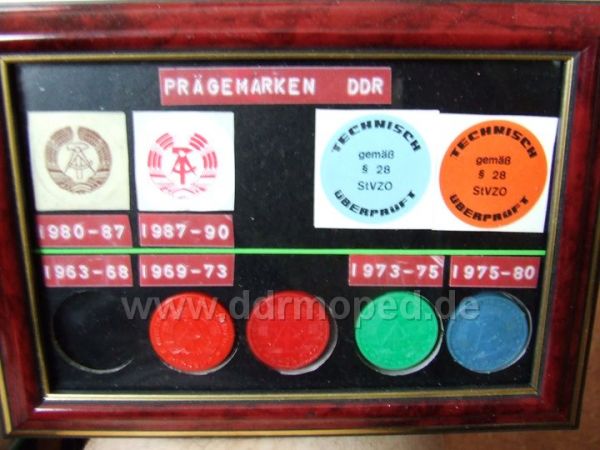 PRÄGEMARKEN DDR
TECHNISCH
gemäß
§ 28
StVZO
ÜBERPRÜFT
TECHNISCH
gemäß
§ 28
StVZO
ÜBERPRÜFT
1980-87 1987-90
1963-68 1969-73 1973-75 1975-80
www.ddrmoped.de